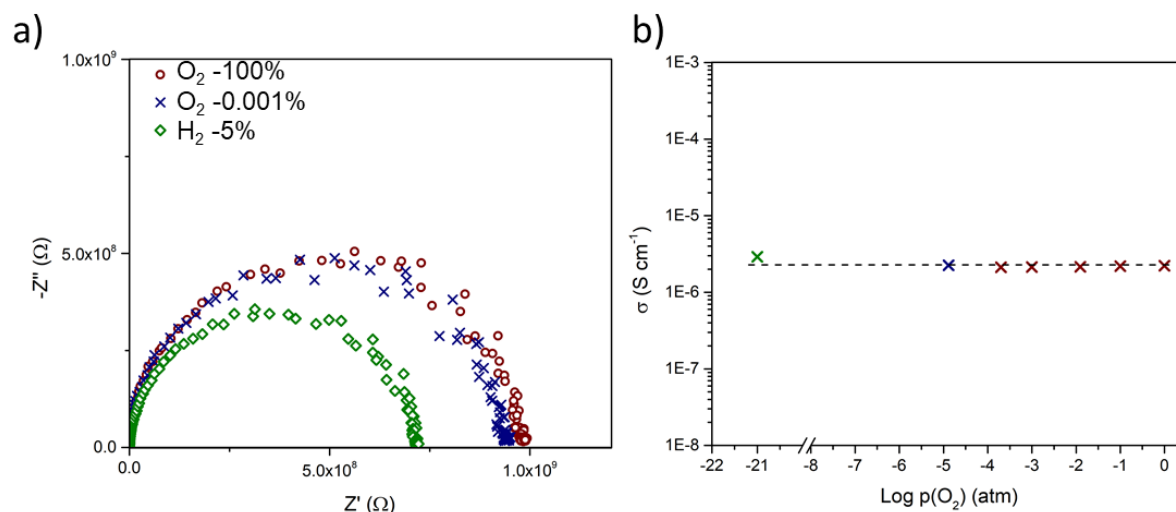 a)
1.0x10⁹
5.0x10⁸
0.0
-Z'' (Ω)
O₂ -100%
O₂ -0.001%
H₂ -5%
0.0
5.0x10⁸
1.0x10⁹
Z' (Ω)
b)
1E-3
1E-4
1E-5
1E-6
1E-7
1E-8
σ (S cm⁻¹)
-22 -21 -8 -7 -6 -5 -4 -3 -2 -1 0
Log p(O₂) (atm)